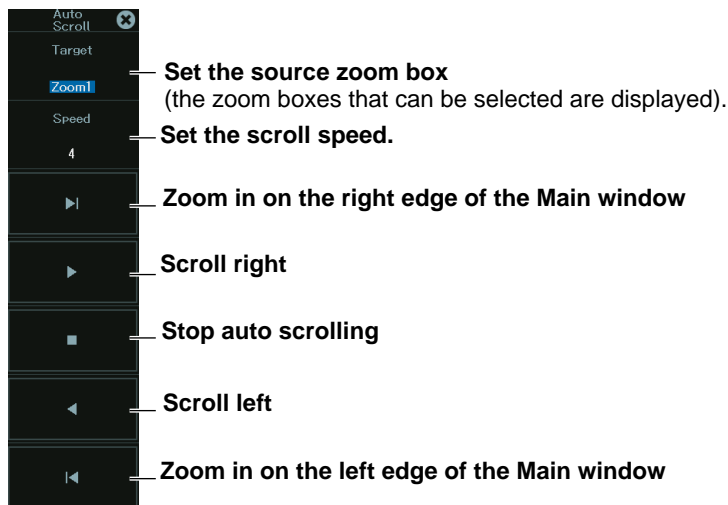 Auto
Scroll
Target
Zoom1
Set the source zoom box
(the zoom boxes that can be selected are displayed).
Speed
4
Set the scroll speed.
Zoom in on the right edge of the Main window
Scroll right
Stop auto scrolling
Scroll left
Zoom in on the left edge of the Main window